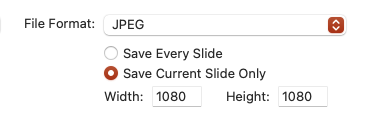 File Format: JPEG
Save Every Slide
Save Current Slide Only
Width: 1080 Height: 1080